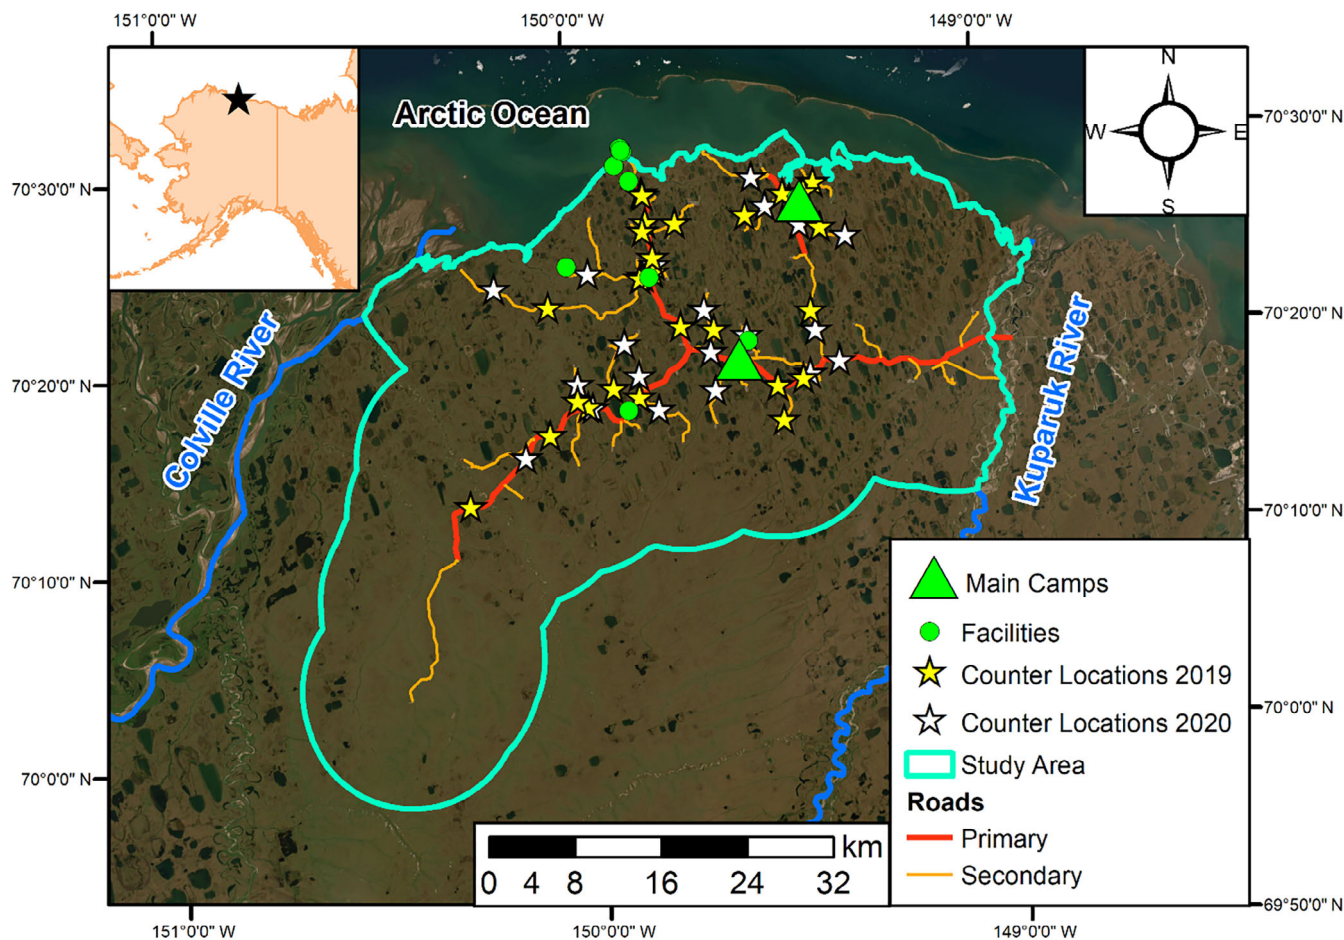 151°0'0" W
150°0'0" W
149°0'0" W
N
W
E
S
Arctic Ocean
70°30'0" N
70°30'0" N
70°20'0" N
70°20'0" N
Colville River
Kuparuk River
70°10'0" N
70°10'0" N
70°0'0" N
70°0'0" N
69°50'0" N
Main Camps
Facilities
Counter Locations 2019
Counter Locations 2020
Study Area
Roads
Primary
Secondary
km
0 4 8 16 24 32
151°0'0" W
150°0'0" W
149°0'0" W